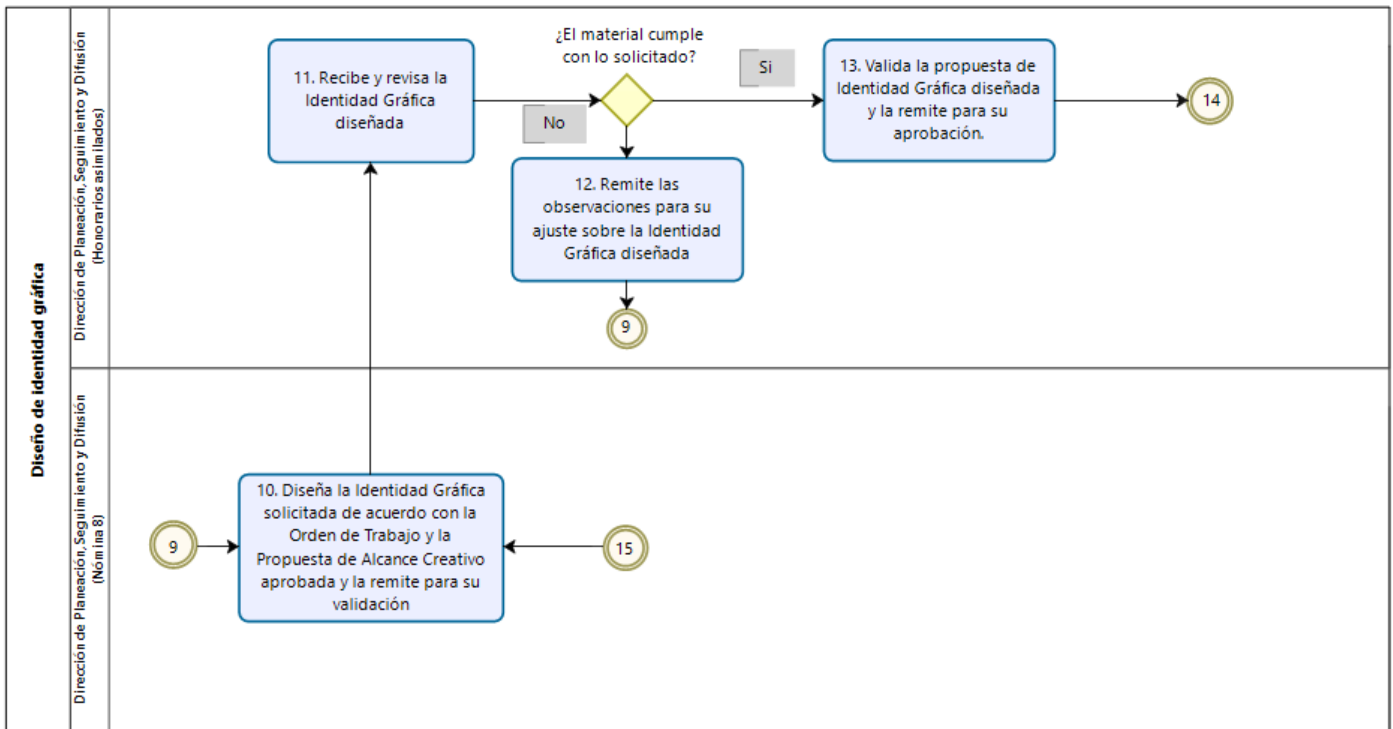 Diseño de identidad gráfica
Dirección de Planeación, Seguimiento y Difusión
(Honorarios asimilados)
11. Recibe y revisa la
Identidad Gráfica
diseñada
¿El material cumple
con lo solicitado?
Si
No
13. Valida la propuesta de
Identidad Gráfica diseñada
y la remite para su
aprobación.
14
12. Remite las
observaciones para su
ajuste sobre la Identidad
Gráfica diseñada
9
Dirección de Planeación, Seguimiento y Difusión
(Nómina 8)
9
10. Diseña la Identidad Gráfica
solicitada de acuerdo con la
Orden de Trabajo y la
Propuesta de Alcance Creativo
aprobada y la remite para su
validación
15